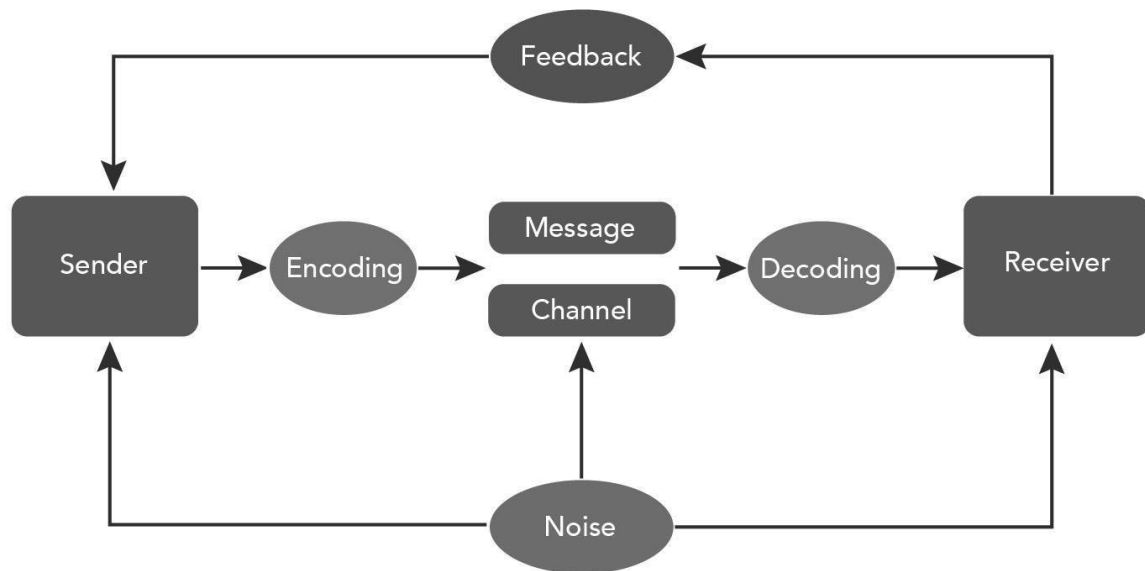 Feedback
Sender
Encoding
Message
Channel
Decoding
Receiver
Noise